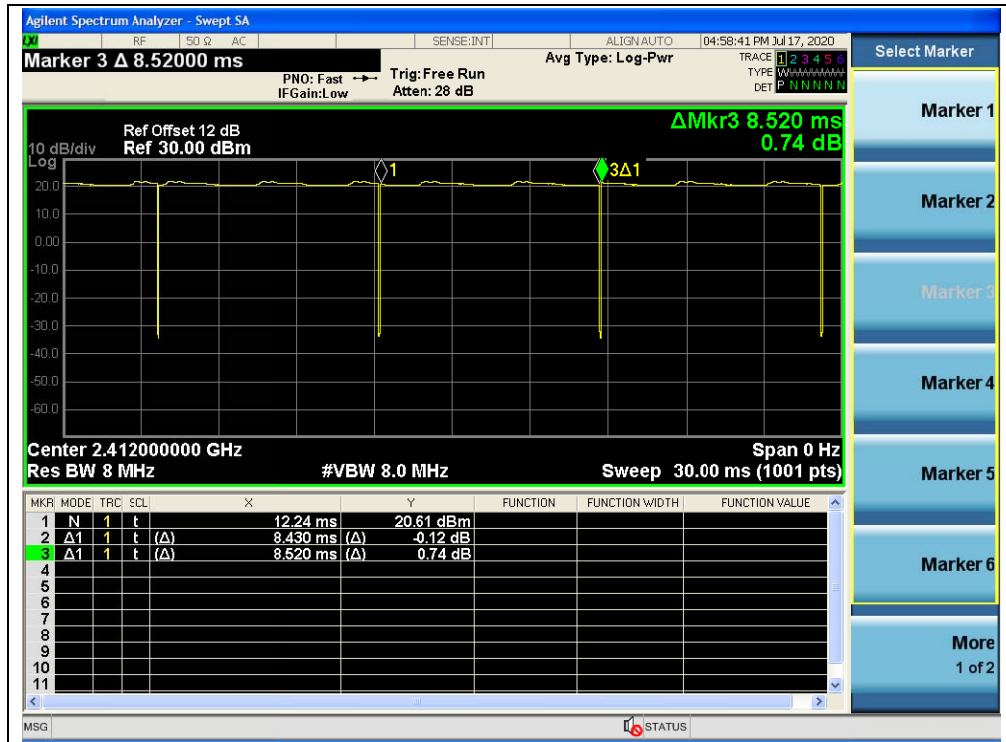 Agilent Spectrum Analyzer - Swept SA
LXI RF 50 Ω AC SENSE:INT ALIGN AUTO 04:58:41 PM Jul 17, 2020
Marker 3 Δ 8.52000 ms
PNO: Fast Trig: Free Run Avg Type: Log-Pwr TRACE 1 2 3 4 5 6
IFGain:Low Atten: 28 dB TYPE W
DET P N N N N N
Select Marker
Marker 1
Marker 2
Marker 3
Marker 4
Marker 5
Marker 6
More
1 of 2
ΔMkr3 8.520 ms
0.74 dB
Ref Offset 12 dB
10 dB/div Ref 30.00 dBm
Log
1
3Δ1
20.0
10.0
0.00
-10.0
-20.0
-30.0
-40.0
-50.0
-60.0
Center 2.412000000 GHz Span 0 Hz
Res BW 8 MHz #VBW 8.0 MHz Sweep 30.00 ms (1001 pts)
MKR MODE TRC SCL X Y FUNCTION FUNCTION WIDTH FUNCTION VALUE
1 N 1 t 12.24 ms 20.61 dBm
2 Δ1 1 t (Δ) 8.430 ms (Δ) -0.12 dB
3 Δ1 1 t (Δ) 8.520 ms (Δ) 0.74 dB
4
5
6
7
8
9
10
11
MSG STATUS